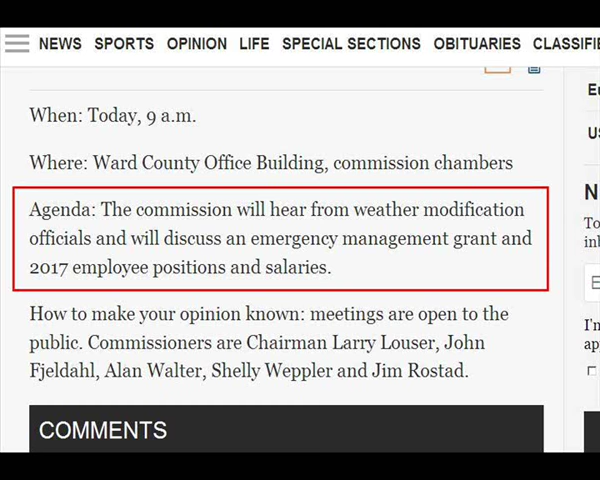 NEWS SPORTS OPINION LIFE SPECIAL SECTIONS OBITUARIES CLASSIFIE
When: Today, 9 a.m.
Where: Ward County Office Building, commission chambers
Agenda: The commission will hear from weather modification
officials and will discuss an emergency management grant and
2017 employee positions and salaries.
How to make your opinion known: meetings are open to the
public. Commissioners are Chairman Larry Louser, John
Fjeldahl, Alan Walter, Shelly Weppler and Jim Rostad.
COMMENTS
I'm